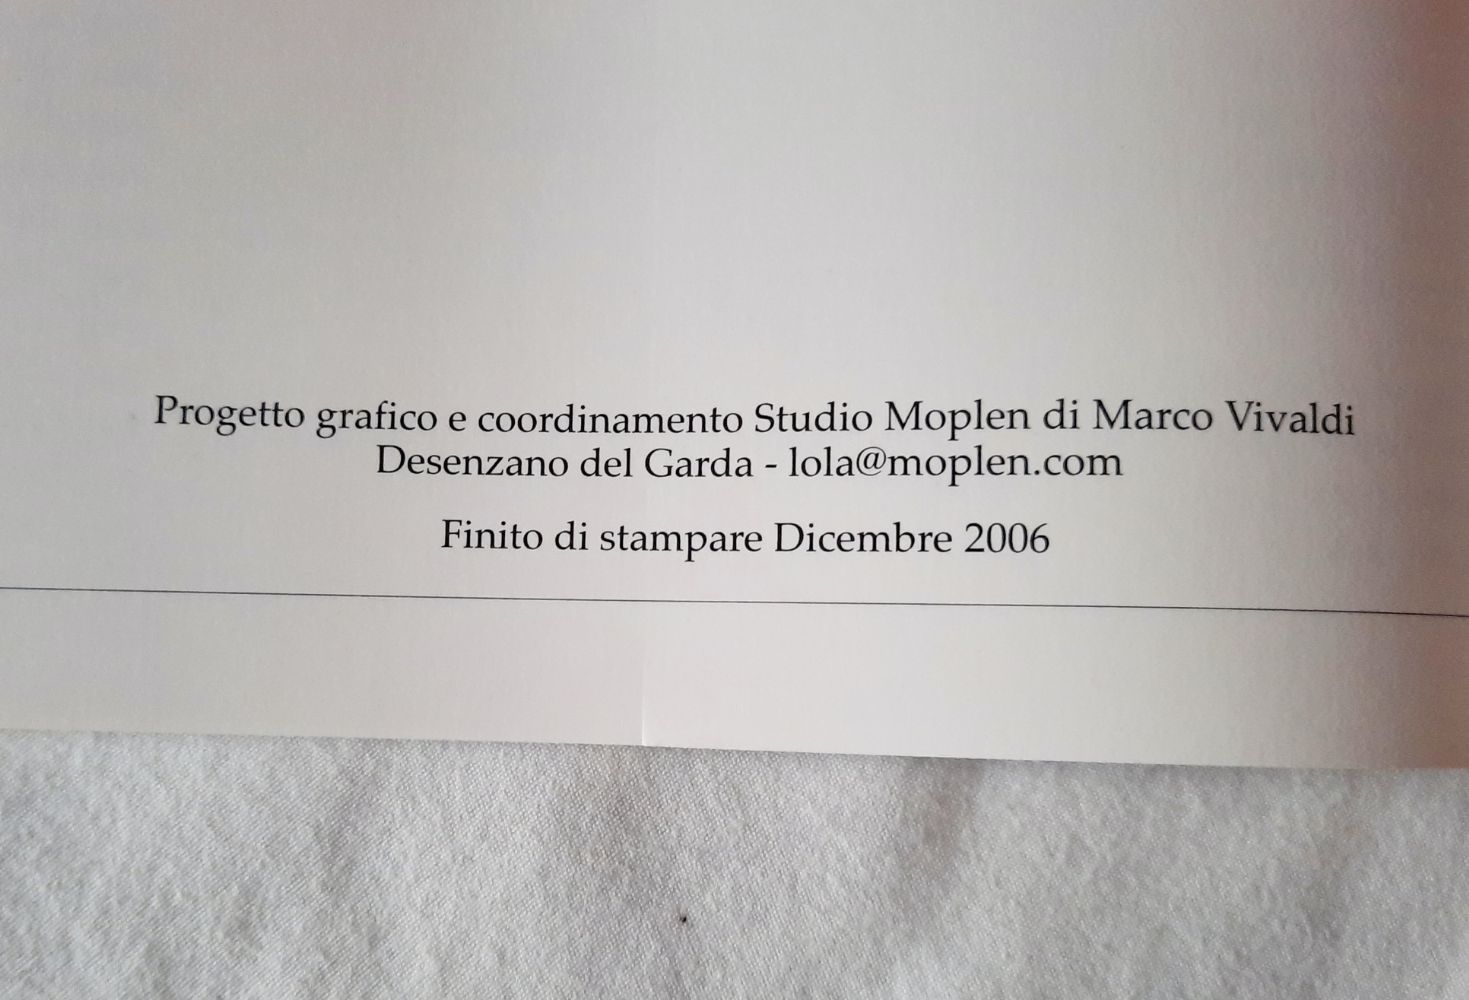 Progetto grafico e coordinamento Studio Moplen di Marco Vivaldi
Desenzano del Garda - lola@moplen.com
Finito di stampare Dicembre 2006